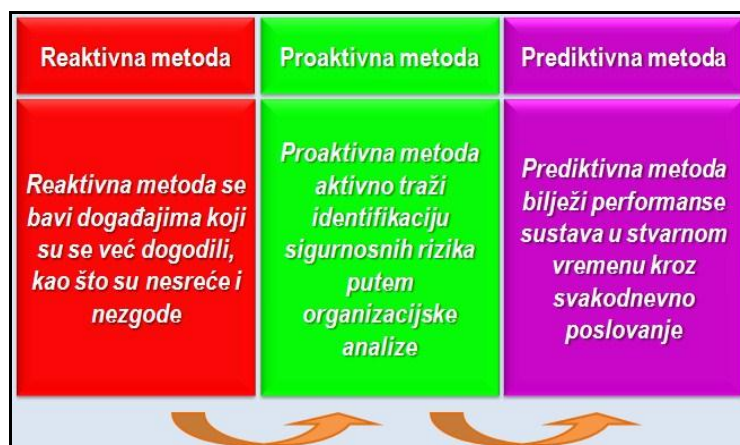 Reaktivna metoda
Proaktivna metoda
Prediktivna metoda
Reaktivna metoda se
bavi događajima koji
su se već dogodili,
kao što su nesreće i
nezgode
Proaktivna metoda
aktivno traži
identifikaciju
sigurnosnih rizika
putem
organizacijske
analize
Prediktivna metoda
bilježi performanse
sustava u stvarnom
vremenu kroz
svakodnevno
poslovanje